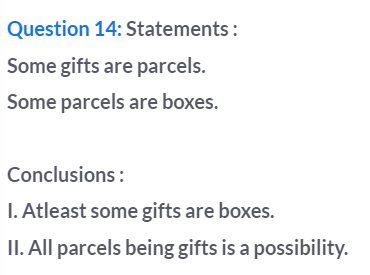 Question 14: Statements :
Some gifts are parcels.
Some parcels are boxes.
Conclusions :
I. Atleast some gifts are boxes.
II. All parcels being gifts is a possibility.